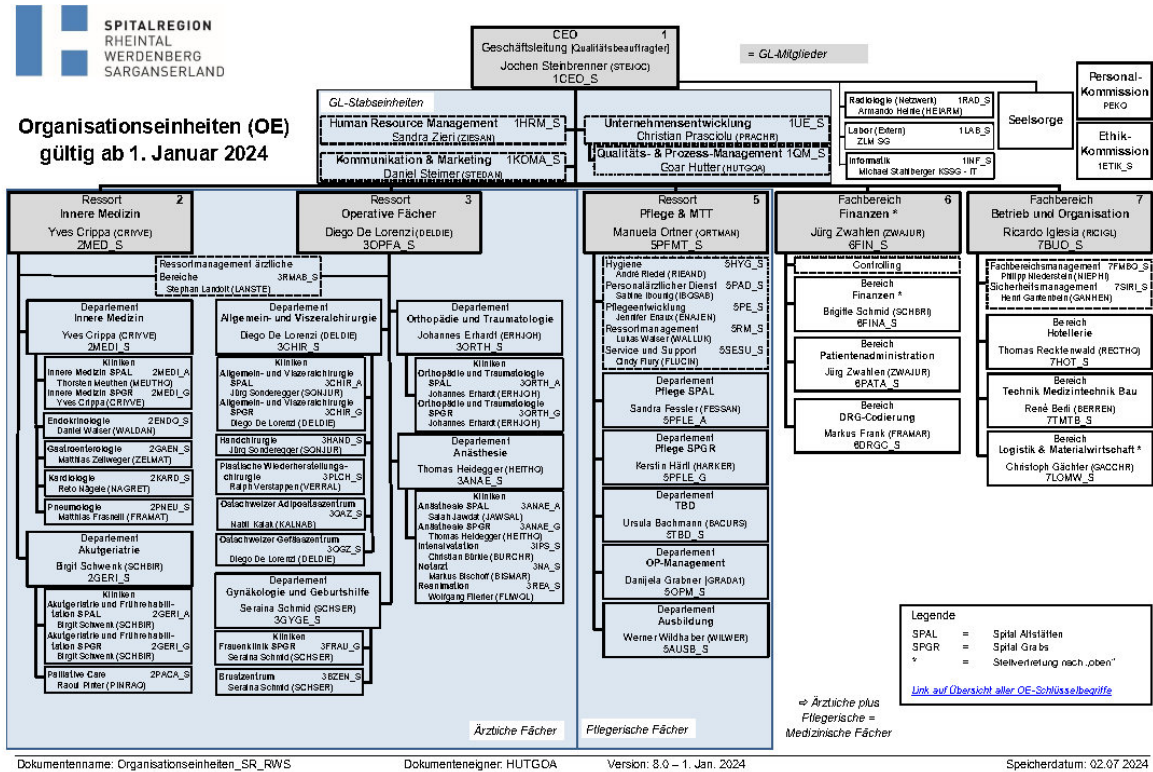 SPITALREGION
RHEINTAL
WERDENBERG
SARGANSERLAND
Organisationseinheiten (OE)
gültig ab 1. Januar 2024
CEO 1
Geschäftsleitung [Qualitätsbeauftragter]
Jochen Steinbrenner (STEJOC)
1CEO_S
= GL-Mitglieder
GL-Stabseinheiten
Human Resource Management 1HRM_S
Sandra Zieri (ZIESAN)
Kommunikation & Marketing 1KOMA_S
Daniel Steimer (STEDAN)
Unternehmensentwicklung 1UE_S
Christian Prasciolu (PRACHR)
Qualitäts- & Prozess-Management 1QM_S
Goar Hutter (HUTGOA)
Radiologie (Netzwerk) 1RAD_S
Armando Heinle (HEIARM)
Labor (Extern) 1LAB_S
ZLM SG
Informatik 1INF_S
Michael Stahlberger KSSG - IT
Seelsorge
Personal-
Kommission
PEKO
Ethik-
Kommission
1ETIK_S
Ressort 2
Innere Medizin
Yves Crippa (CRIYVE)
2MED_S
Ressort 3
Operative Fächer
Diego De Lorenzi (DELDIE)
3OPFA_S
Ressortmanagement ärztliche
Bereiche 3RMAB_S
Stephan Landolt (LANSTE)
Departement
Innere Medizin
Yves Crippa (CRIYVE)
2MEDI_S
Kliniken
Innere Medizin SPAL 2MEDI_A
Thorsten Meuthen (MEUTHO)
Innere Medizin SPGR 2MEDI_G
Yves Crippa (CRIYVE)
Endokrinologie 2ENDO_S
Daniel Walser (WALDAN)
Gastroenterologie 2GAEN_S
Matthias Zellweger (ZELMAT)
Kardiologie 2KARD_S
Reto Nägele (NAGRET)
Pneumologie 2PNEU_S
Matthias Frasnelli (FRAMAT)
Departement
Akutgeriatrie
Birgit Schwenk (SCHBIR)
2GERI_S
Kliniken
Akutgeriatrie und Frührehabili-
tation SPAL 2GERI_A
Birgit Schwenk (SCHBIR)
Akutgeriatrie und Frührehabili-
tation SPGR 2GERI_G
Birgit Schwenk (SCHBIR)
Palliative Care 2PACA_S
Raoul Pinter (PINRAO)
Departement
Allgemein- und Viszeralchirurgie
Diego De Lorenzi (DELDIE)
3CHIR_S
Kliniken
Allgemein- und Viszeralchirurgie
SPAL 3CHIR_A
Jürg Sonderegger (SONJUR)
Allgemein- und Viszeralchirurgie
SPGR 3CHIR_G
Diego De Lorenzi (DELDIE)
Handchirurgie 3HAND_S
Jürg Sonderegger (SONJUR)
Plastische Wiederherstellungs-
chirurgie 3PLCH_S
Ralph Verstappen (VERRAL)
Ostschweizer Adipositaszentrum
3OAZ_S
Nabil Kalak (KALNAB)
Ostschweizer Gefässzentrum
3OGZ_S
Diego De Lorenzi (DELDIE)
Departement
Gynäkologie und Geburtshilfe
Seraina Schmid (SCHSER)
3GYGE_S
Kliniken
Frauenklinik SPGR 3FRAU_G
Seraina Schmid (SCHSER)
Brustzentrum 3BZEN_S
Seraina Schmid (SCHSER)
Departement
Orthopädie und Traumatologie
Johannes Erhardt (ERHJOH)
3ORTH_S
Kliniken
Orthopädie und Traumatologie
SPAL 3ORTH_A
Johannes Erhardt (ERHJOH)
Orthopädie und Traumatologie
SPGR 3ORTH_G
Johannes Erhardt (ERHJOH)
Departement
Anästhesie
Thomas Heidegger (HEITHO)
3ANAE_S
Kliniken
Anästhesie SPAL 3ANAE_A
Salah Jawdat (JAWSAL)
Anästhesie SPGR 3ANAE_G
Thomas Heidegger (HEITHO)
Intensivstation 3IPS_S
Christian Bürkle (BURCHR)
Notarzt 3NA_S
Markus Bischoff (BISMAR)
Reanimation 3REA_S
Wolfgang Flierler (FLIWOL)
Ärztliche Fächer
Ressort 5
Pflege & MTT
Manuela Ortner (ORTMAN)
5PFMT_S
Hygiene 5HYG_S
André Riedel (RIEAND)
Personalärztlicher Dienst 5PAD_S
Sabine Ibounig (IBOSAB)
Pflegeentwicklung 5PE_S
Jennifer Enaux (ENAJEN)
Ressortmanagement 5RM_S
Lukas Walser (WALLUK)
Service und Support 5SESU_S
Cindy Flury (FLUCIN)
Departement
Pflege SPAL
Sandra Fessler (FESSAN)
5PFLE_A
Departement
Pflege SPGR
Kerstin Härtl (HARKER)
5PFLE_G
Departement
TBD
Ursula Bachmann (BACURS)
5TBD_S
Departement
OP-Management
Danijela Grabner (GRADA1)
5OPM_S
Departement
Ausbildung
Werner Wildhaber (WILWER)
5AUSB_S
Pflegerische Fächer
Fachbereich 6
Finanzen *
Jürg Zwahlen (ZWAJUR)
6FIN_S
Controlling
Bereich
Finanzen *
Brigitte Schmid (SCHBRI)
6FINA_S
Bereich
Patientenadministration
Jürg Zwahlen (ZWAJUR)
6PATA_S
Bereich
DRG-Codierung
Markus Frank (FRAMAR)
6DRGC_S
Fachbereich 7
Betrieb und Organisation
Ricardo Iglesia (RICIGL)
7BUO_S
Fachbereichsmanagement 7FMBO_S
Philipp Niederstein (NIEPHI)
Sicherheitsmanagement 7SIRI_S
Henri Gantenbein (GANHEN)
Bereich
Hotellerie
Thomas Recktenwald (RECTHO)
7HOT_S
Bereich
Technik Medizintechnik Bau
René Berli (BERREN)
7TMTB_S
Bereich
Logistik & Materialwirtschaft *
Christoph Gächter (GACCHR)
7LOMW_S
⇨ Ärztliche plus
Pflegerische =
Medizinische Fächer
Legende
SPAL = Spital Altstätten
SPGR = Spital Grabs
* = Stellvertretung nach „oben"
Link auf Übersicht aller OE-Schlüsselbegriffe
Dokumentenname: Organisationseinheiten_SR_RWS Dokumenteneigner: HUTGOA Version: 8.0 – 1. Jan. 2024 Speicherdatum: 02.07 2024